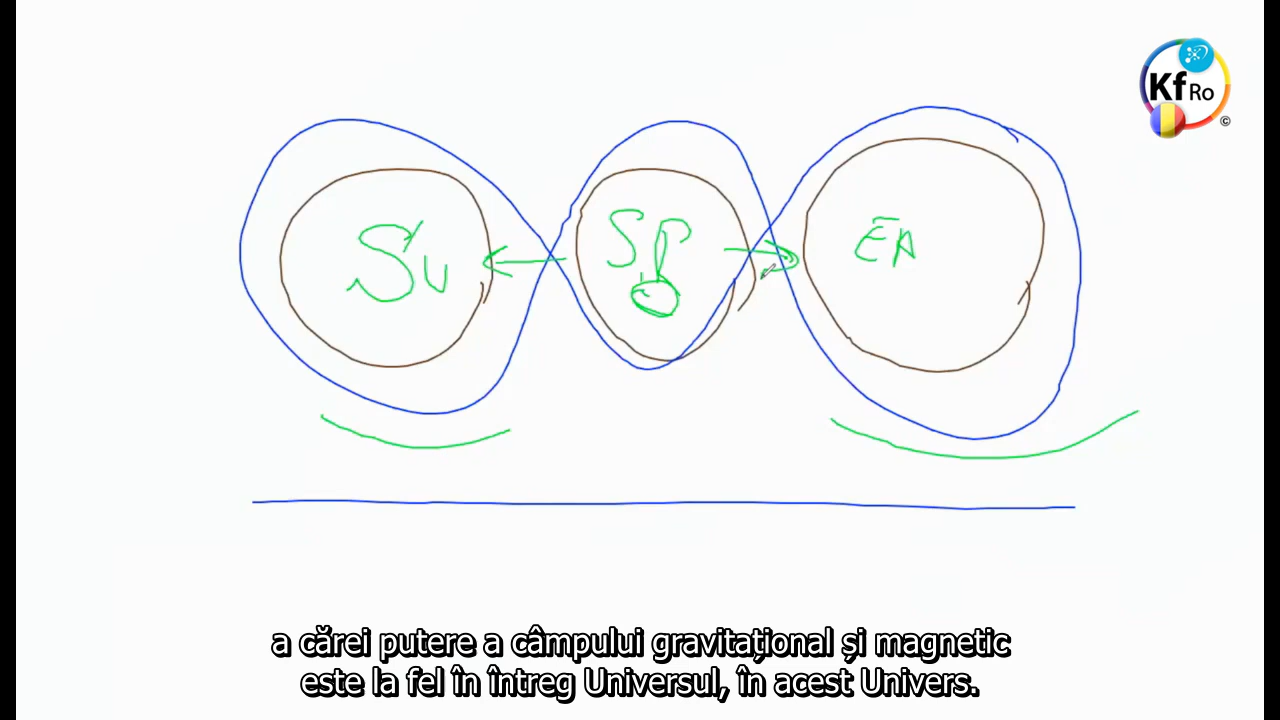 Kf Ro
©
Su
Sp
EA
a cărei putere a câmpului gravitațional și magnetic
este la fel în întreg Universul, în acest Univers.